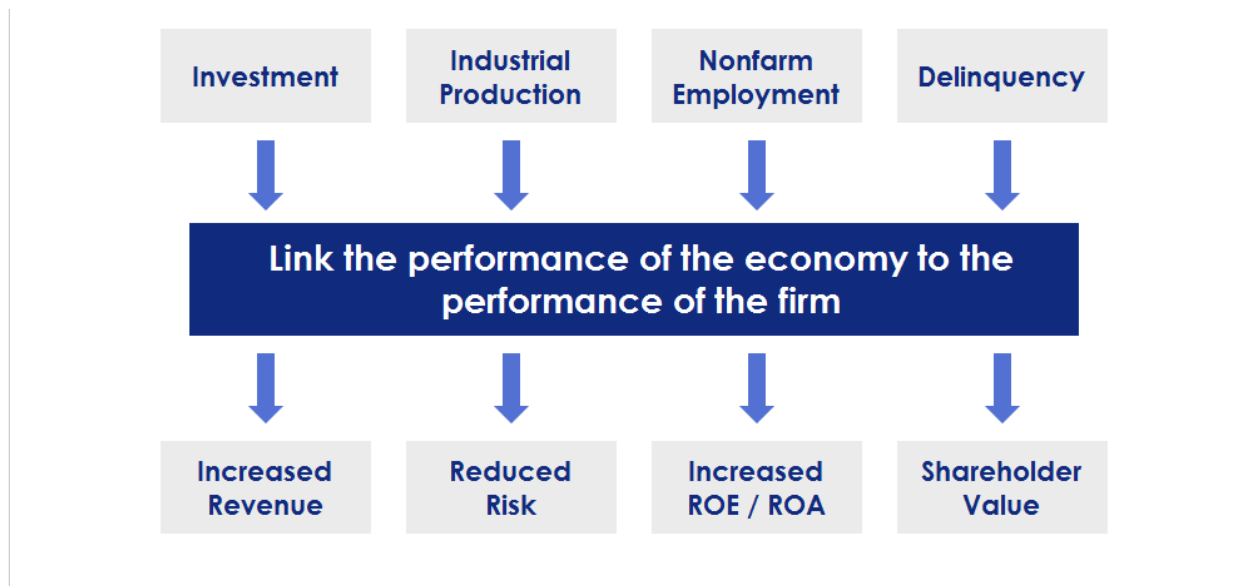 Investment
Industrial
Production
Nonfarm
Employment
Delinquency
Link the performance of the economy to the
performance of the firm
Increased
Revenue
Reduced
Risk
Increased
ROE / ROA
Shareholder
Value